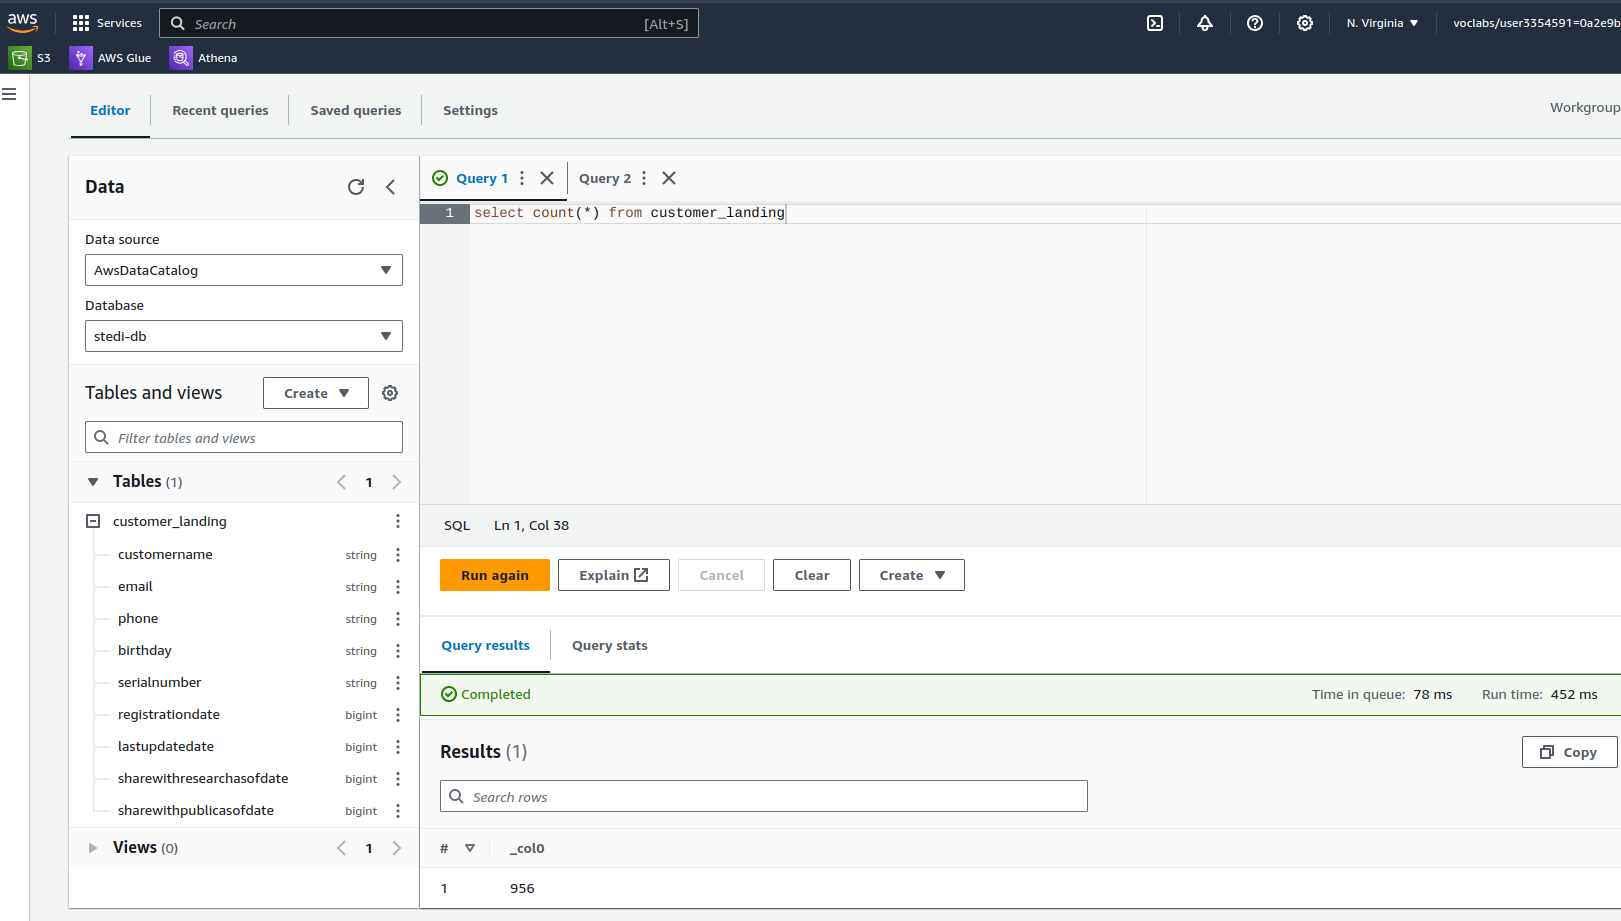 aws
Services
Search
[Alt+S]
N. Virginia
voclabs/user3354591=0a2e9b
S3
AWS Glue
Athena
Editor
Recent queries
Saved queries
Settings
Workgroup
Data
Data source
AwsDataCatalog
Database
stedi-db
Tables and views
Create
Filter tables and views
Tables (1)
1
customer_landing
customername string
email string
phone string
birthday string
serialnumber string
registrationdate bigint
lastupdatedate bigint
sharewithresearchasofdate bigint
sharewithpublicasofdate bigint
Views (0)
1
Query 1
Query 2
1 select count(*) from customer_landing
SQL Ln 1, Col 38
Run again
Explain
Cancel
Clear
Create
Query results
Query stats
Completed
Time in queue: 78 ms
Run time: 452 ms
Results (1)
Copy
Search rows
# _col0
1 956